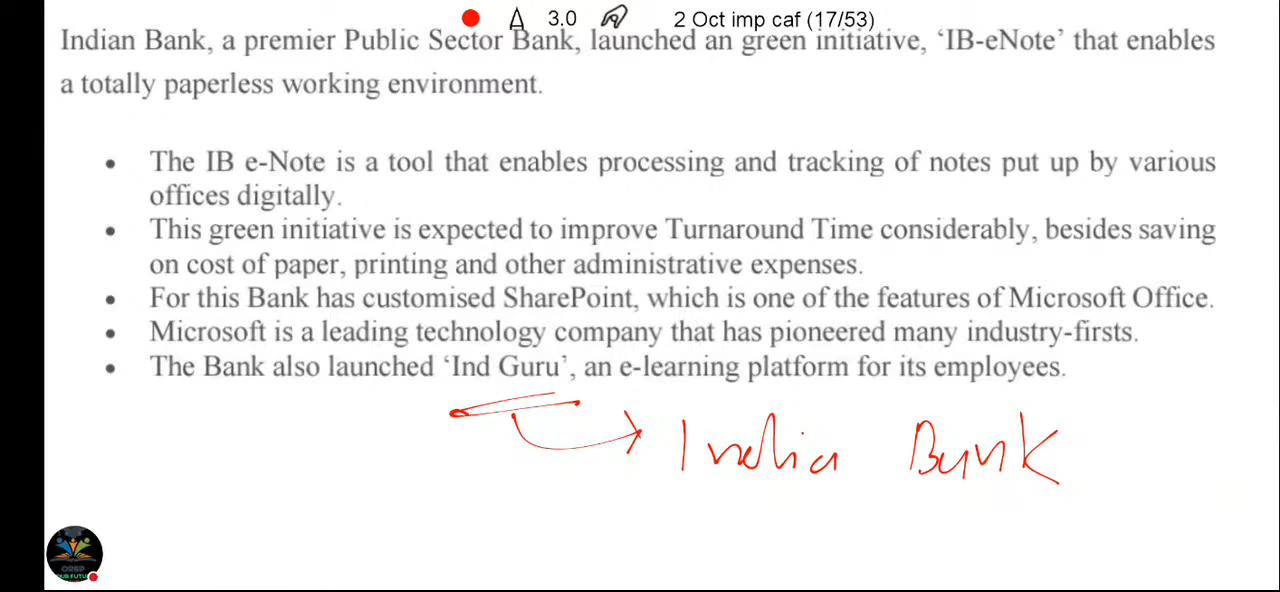 3.0 2 Oct imp caf (17/53)
Indian Bank, a premier Public Sector Bank, launched an green initiative, ‘IB-eNote’ that enables
a totally paperless working environment.
• The IB e-Note is a tool that enables processing and tracking of notes put up by various
offices digitally.
• This green initiative is expected to improve Turnaround Time considerably, besides saving
on cost of paper, printing and other administrative expenses.
• For this Bank has customised SharePoint, which is one of the features of Microsoft Office.
• Microsoft is a leading technology company that has pioneered many industry-firsts.
• The Bank also launched ‘Ind Guru’, an e-learning platform for its employees.
India Bank